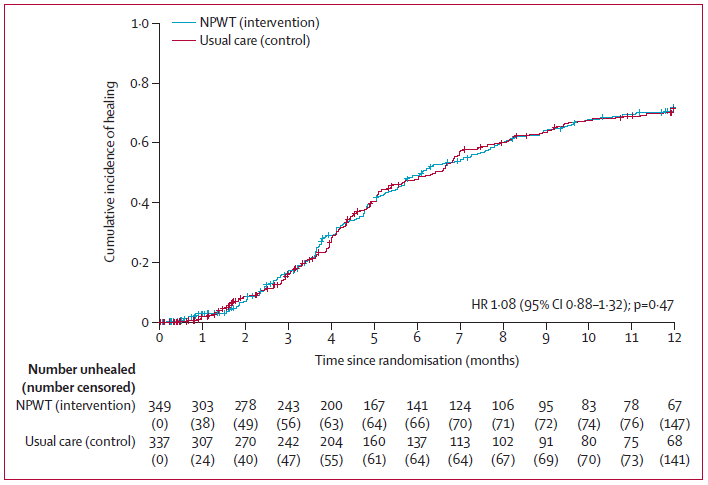 1·0
0·8
0·6
0·4
0·2
0
Cumulative incidence of healing
NPWT (intervention)
Usual care (control)
HR 1·08 (95% CI 0·88–1·32); p=0·47
0 1 2 3 4 5 6 7 8 9 10 11 12
Time since randomisation (months)
Number unhealed
(number censored)
NPWT (intervention) 349 303 278 243 200 167 141 124 106 95 83 78 67
(0) (38) (49) (56) (63) (64) (66) (70) (71) (72) (74) (76) (147)
Usual care (control) 337 307 270 242 204 160 137 113 102 91 80 75 68
(0) (24) (40) (47) (55) (61) (64) (64) (67) (69) (70) (73) (141)